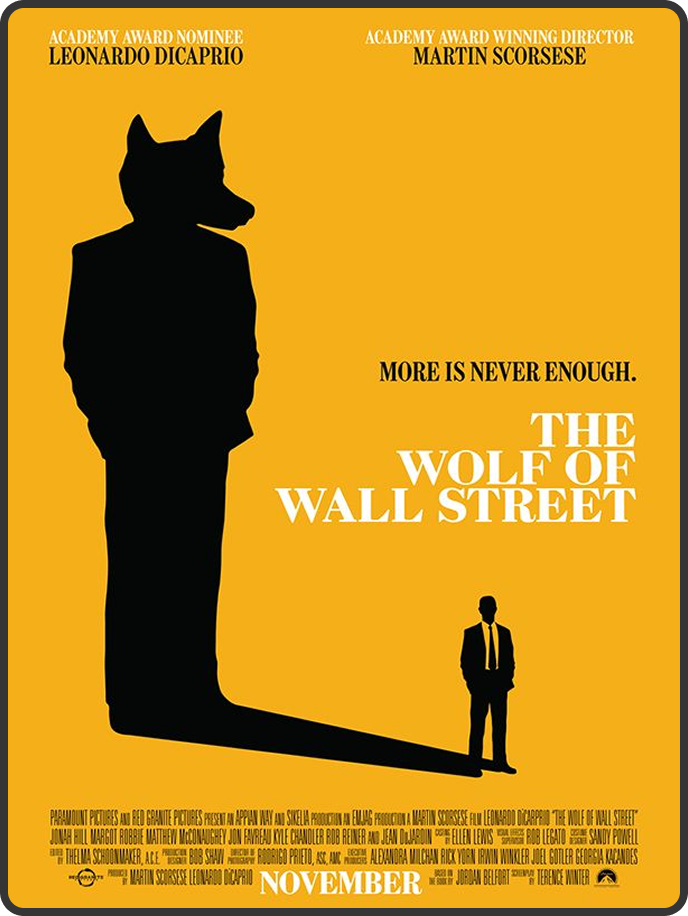 ACADEMY AWARD NOMINEE
LEONARDO DICAPRIO
ACADEMY AWARD WINNING DIRECTOR
MARTIN SCORSESE
MORE IS NEVER ENOUGH.
THE
WOLF OF
WALL STREET
PARAMOUNT PICTURES AND RED GRANITE PICTURES PRESENT AN APPIAN WAY AND SIKELIA PRODUCTION AN EMJAG PRODUCTION A MARTIN SCORSESE FILM LEONARDO DICAPRRIO "THE WOLF OF WALL STREET"
JONAH HILL MARGOT ROBBIE MATTHEW McCONAUGHEY JON FAVREAU KYLE CHANDLER ROB REINER AND JEAN DUJARDIN CASTING BY ELLEN LEWIS VISUAL EFFECTS SUPERVISOR ROB LEGATO COSTUME DESIGNER SANDY POWELL
EDITED BY THELMA SCHOONMAKER, A.C.E. PRODUCTION DESIGNER BOB SHAW DIRECTOR OF PHOTOGRAPHY RODRIGO PRIETO, ASC, AMC EXECUTIVE PRODUCERS ALEXANDRA MILCHAN RICK YORN IRWIN WINKLER JOEL GOTLER GEORGIA KACANDES
RED GRANITE PRODUCED BY MARTIN SCORSESE LEONARDO DICAPRIO NOVEMBER BASED ON THE BOOK BY JORDAN BELFORT SCREENPLAY BY TERENCE WINTER